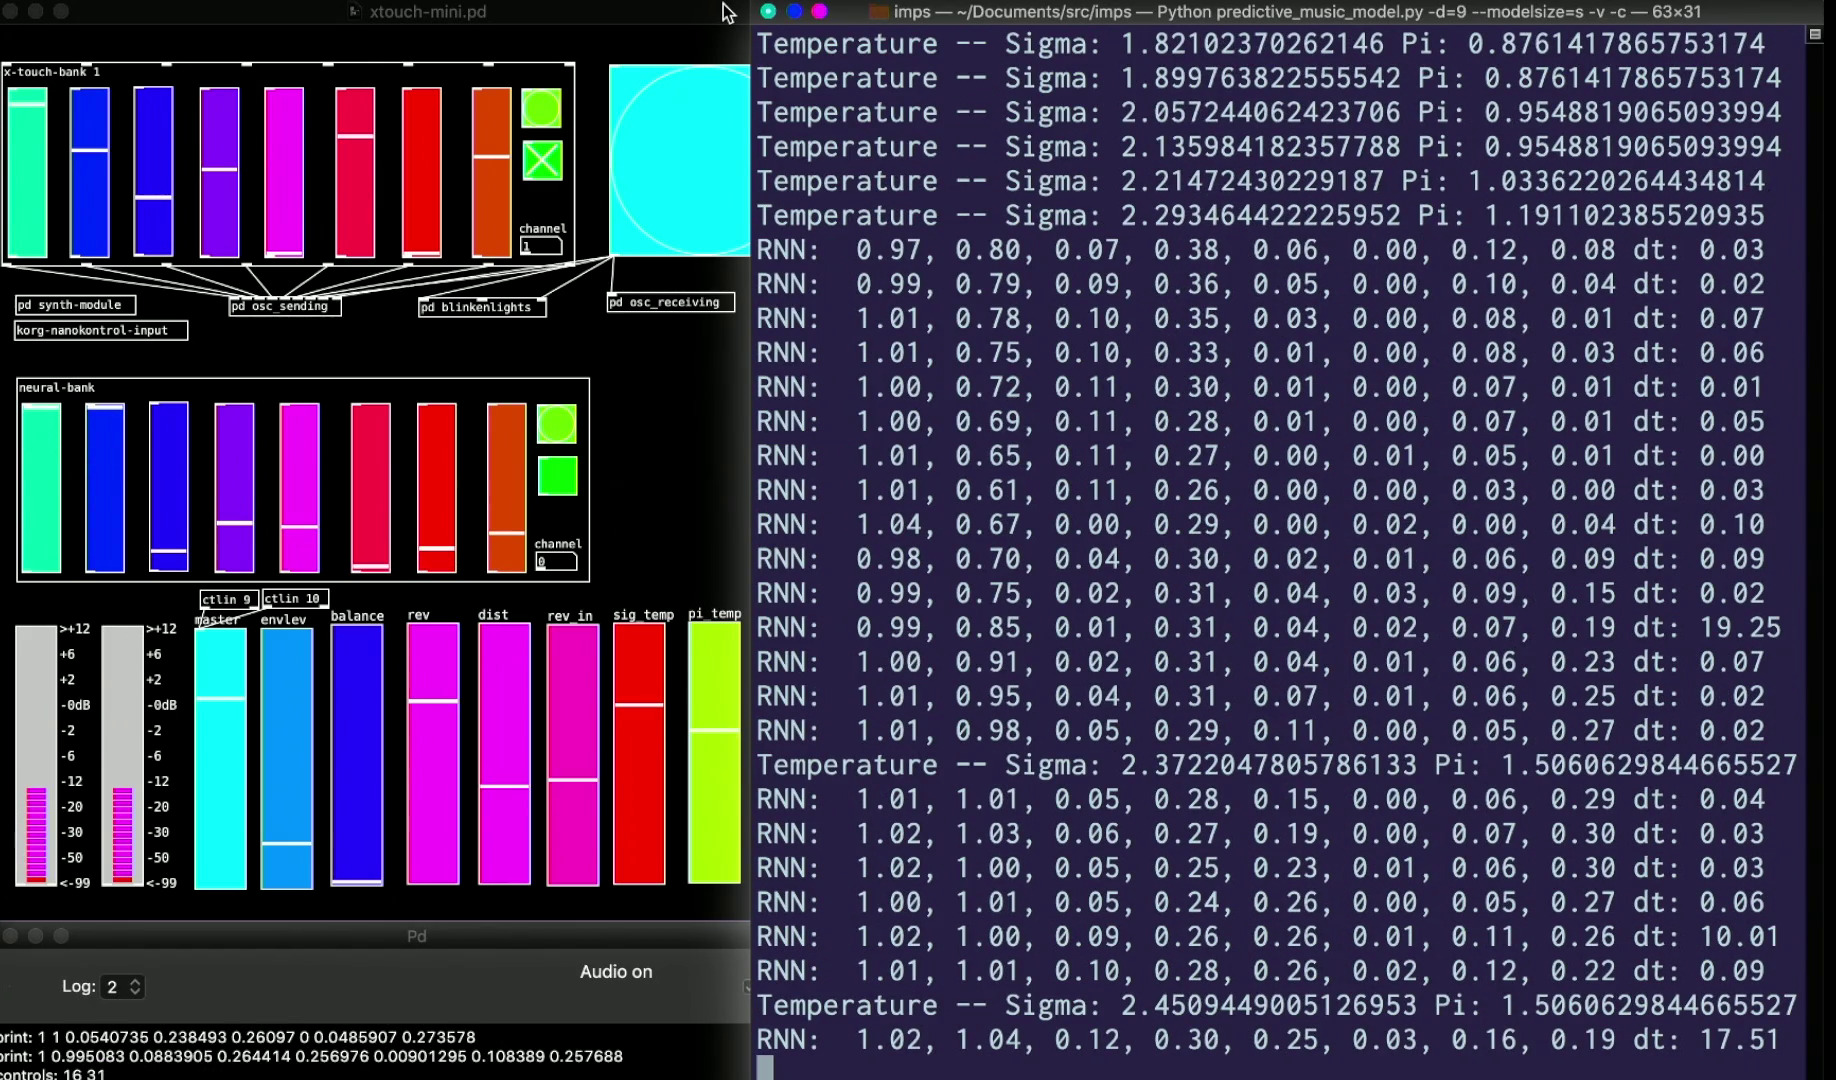 xtouch-mini.pd
x-touch-bank 1
channel
1
pd synth-module
pd osc_sending
pd blinkenlights
pd osc_receiving
korg-nanokontrol-input
neural-bank
channel
0
ctlin 9
ctlin 10
master
envlev
balance
rev
dist
rev_in
sig_temp
pi_temp
>+12 >+12
+6 +6
+2 +2
-0dB -0dB
-2 -2
-6 -6
-12 -12
-20 -20
-30 -30
-50 -50
<-99 <-99
Pd
Audio on
Log: 2
print: 1 1 0.0540735 0.238493 0.26097 0 0.0485907 0.273578
print: 1 0.995083 0.0883905 0.264414 0.256976 0.00901295 0.108389 0.257688
controls: 16 31
imps — ~/Documents/src/imps — Python predictive_music_model.py -d=9 --modelsize=s -v -c — 63×31
Temperature -- Sigma: 1.82102370262146 Pi: 0.8761417865753174
Temperature -- Sigma: 1.899763822555542 Pi: 0.8761417865753174
Temperature -- Sigma: 2.057244062423706 Pi: 0.9548819065093994
Temperature -- Sigma: 2.135984182357788 Pi: 0.9548819065093994
Temperature -- Sigma: 2.21472430229187 Pi: 1.0336220264434814
Temperature -- Sigma: 2.293464422225952 Pi: 1.191102385520935
RNN: 0.97, 0.80, 0.07, 0.38, 0.06, 0.00, 0.12, 0.08 dt: 0.03
RNN: 0.99, 0.79, 0.09, 0.36, 0.05, 0.00, 0.10, 0.04 dt: 0.02
RNN: 1.01, 0.78, 0.10, 0.35, 0.03, 0.00, 0.08, 0.01 dt: 0.07
RNN: 1.01, 0.75, 0.10, 0.33, 0.01, 0.00, 0.08, 0.03 dt: 0.06
RNN: 1.00, 0.72, 0.11, 0.30, 0.01, 0.00, 0.07, 0.01 dt: 0.01
RNN: 1.00, 0.69, 0.11, 0.28, 0.01, 0.00, 0.07, 0.01 dt: 0.05
RNN: 1.01, 0.65, 0.11, 0.27, 0.00, 0.01, 0.05, 0.01 dt: 0.00
RNN: 1.01, 0.61, 0.11, 0.26, 0.00, 0.00, 0.03, 0.00 dt: 0.03
RNN: 1.04, 0.67, 0.00, 0.29, 0.00, 0.02, 0.00, 0.04 dt: 0.10
RNN: 0.98, 0.70, 0.04, 0.30, 0.02, 0.01, 0.06, 0.09 dt: 0.09
RNN: 0.99, 0.75, 0.02, 0.31, 0.04, 0.03, 0.09, 0.15 dt: 0.02
RNN: 0.99, 0.85, 0.01, 0.31, 0.04, 0.02, 0.07, 0.19 dt: 19.25
RNN: 1.00, 0.91, 0.02, 0.31, 0.04, 0.01, 0.06, 0.23 dt: 0.07
RNN: 1.01, 0.95, 0.04, 0.31, 0.07, 0.01, 0.06, 0.25 dt: 0.02
RNN: 1.01, 0.98, 0.05, 0.29, 0.11, 0.00, 0.05, 0.27 dt: 0.02
Temperature -- Sigma: 2.3722047805786133 Pi: 1.5060629844665527
RNN: 1.01, 1.01, 0.05, 0.28, 0.15, 0.00, 0.06, 0.29 dt: 0.04
RNN: 1.02, 1.03, 0.06, 0.27, 0.19, 0.00, 0.07, 0.30 dt: 0.03
RNN: 1.02, 1.00, 0.05, 0.25, 0.23, 0.01, 0.06, 0.30 dt: 0.03
RNN: 1.00, 1.01, 0.05, 0.24, 0.26, 0.00, 0.05, 0.27 dt: 0.06
RNN: 1.02, 1.00, 0.09, 0.26, 0.26, 0.01, 0.11, 0.26 dt: 10.01
RNN: 1.01, 1.01, 0.10, 0.28, 0.26, 0.02, 0.12, 0.22 dt: 0.09
Temperature -- Sigma: 2.4509449005126953 Pi: 1.5060629844665527
RNN: 1.02, 1.04, 0.12, 0.30, 0.25, 0.03, 0.16, 0.19 dt: 17.51